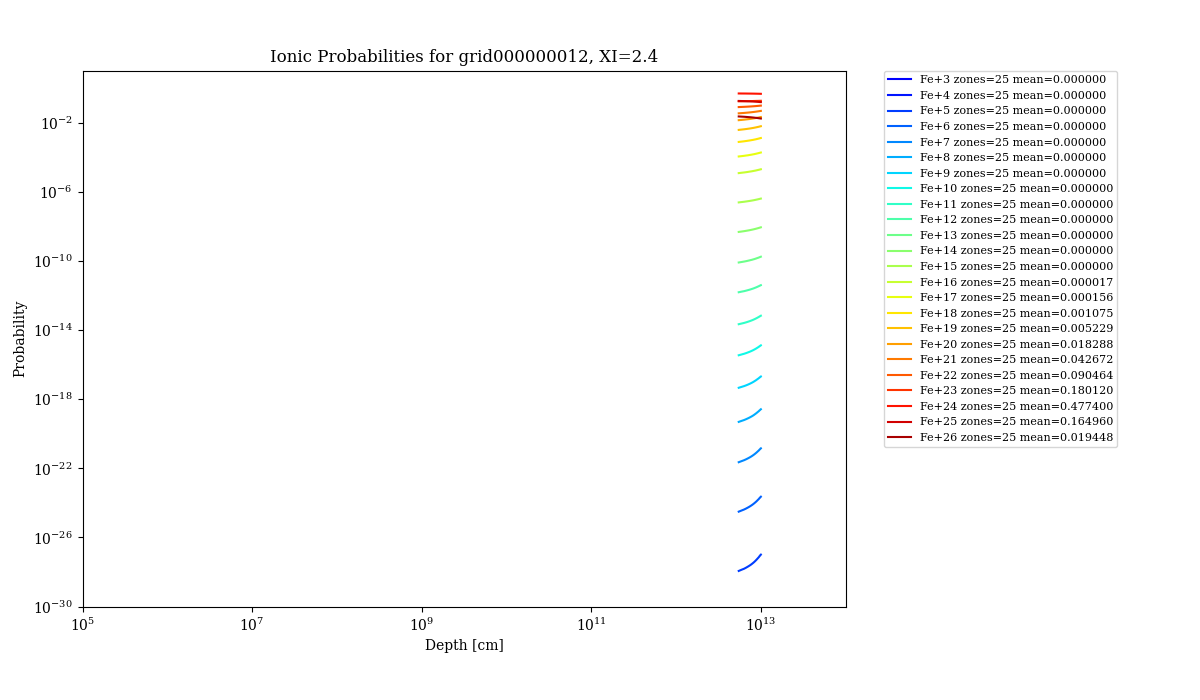 Ionic Probabilities for grid000000012, XI=2.4
Probability
10⁻²
10⁻⁶
10⁻¹⁰
10⁻¹⁴
10⁻¹⁸
10⁻²²
10⁻²⁶
10⁻³⁰
10⁵
10⁷
10⁹
10¹¹
10¹³
Depth [cm]
Fe+3 zones=25 mean=0.000000
Fe+4 zones=25 mean=0.000000
Fe+5 zones=25 mean=0.000000
Fe+6 zones=25 mean=0.000000
Fe+7 zones=25 mean=0.000000
Fe+8 zones=25 mean=0.000000
Fe+9 zones=25 mean=0.000000
Fe+10 zones=25 mean=0.000000
Fe+11 zones=25 mean=0.000000
Fe+12 zones=25 mean=0.000000
Fe+13 zones=25 mean=0.000000
Fe+14 zones=25 mean=0.000000
Fe+15 zones=25 mean=0.000000
Fe+16 zones=25 mean=0.000017
Fe+17 zones=25 mean=0.000156
Fe+18 zones=25 mean=0.001075
Fe+19 zones=25 mean=0.005229
Fe+20 zones=25 mean=0.018288
Fe+21 zones=25 mean=0.042672
Fe+22 zones=25 mean=0.090464
Fe+23 zones=25 mean=0.180120
Fe+24 zones=25 mean=0.477400
Fe+25 zones=25 mean=0.164960
Fe+26 zones=25 mean=0.019448